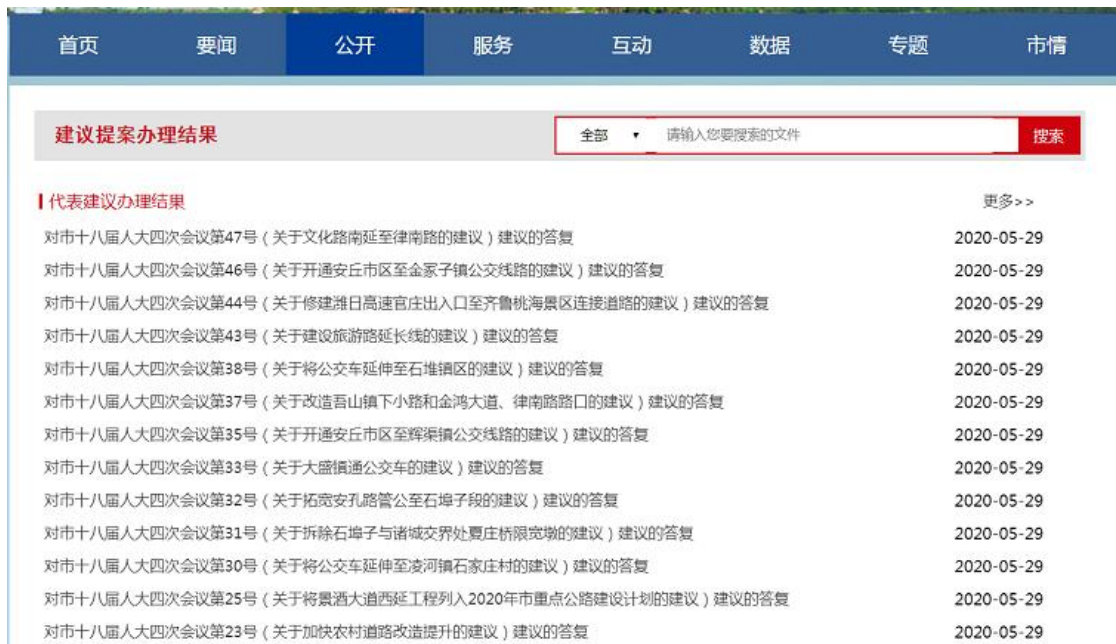 首页 要闻 公开 服务 互动 数据 专题 市情
建议提案办理结果 全部 请输入您要搜索的文件 搜索
代表建议办理结果 更多>>
对市十八届人大四次会议第47号（关于文化路南延至律南路的建议）建议的答复 2020-05-29
对市十八届人大四次会议第46号（关于开通安丘市区至金冢子镇公交线路的建议）建议的答复 2020-05-29
对市十八届人大四次会议第44号（关于修建潍日高速官庄出入口至齐鲁桃海景区连接道路的建议）建议的答复 2020-05-29
对市十八届人大四次会议第43号（关于建设旅游路延长线的建议）建议的答复 2020-05-29
对市十八届人大四次会议第38号（关于将公交车延伸至石堆镇区的建议）建议的答复 2020-05-29
对市十八届人大四次会议第37号（关于改造吾山镇下小路和金鸿大道、律南路路口的建议）建议的答复 2020-05-29
对市十八届人大四次会议第35号（关于开通安丘市区至辉渠镇公交线路的建议）建议的答复 2020-05-29
对市十八届人大四次会议第33号（关于大盛镇通公交车的建议）建议的答复 2020-05-29
对市十八届人大四次会议第32号（关于拓宽安孔路管公至石埠子段的建议）建议的答复 2020-05-29
对市十八届人大四次会议第31号（关于拆除石埠子与诸城交界处夏庄桥限宽墩的建议）建议的答复 2020-05-29
对市十八届人大四次会议第30号（关于将公交车延伸至凌河镇石家庄村的建议）建议的答复 2020-05-29
对市十八届人大四次会议第25号（关于将景酒大道西延工程列入2020年市重点公路建设计划的建议）建议的答复 2020-05-29
对市十八届人大四次会议第23号（关于加快农村道路改造提升的建议）建议的答复 2020-05-29